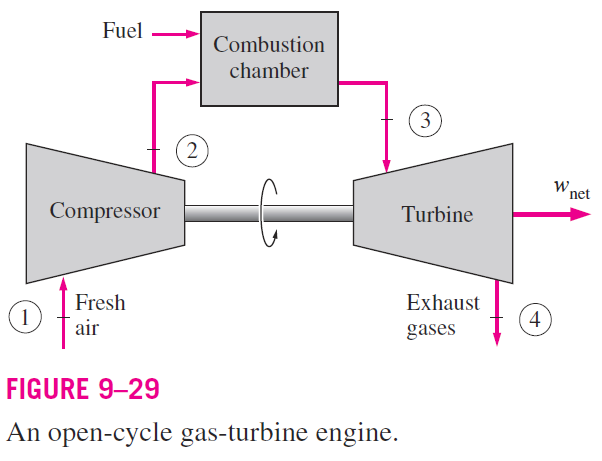 Fuel
Combustion
chamber
3
2
Compressor
Turbine
wnet
1
Fresh
air
Exhaust
gases
4
FIGURE 9–29
An open-cycle gas-turbine engine.